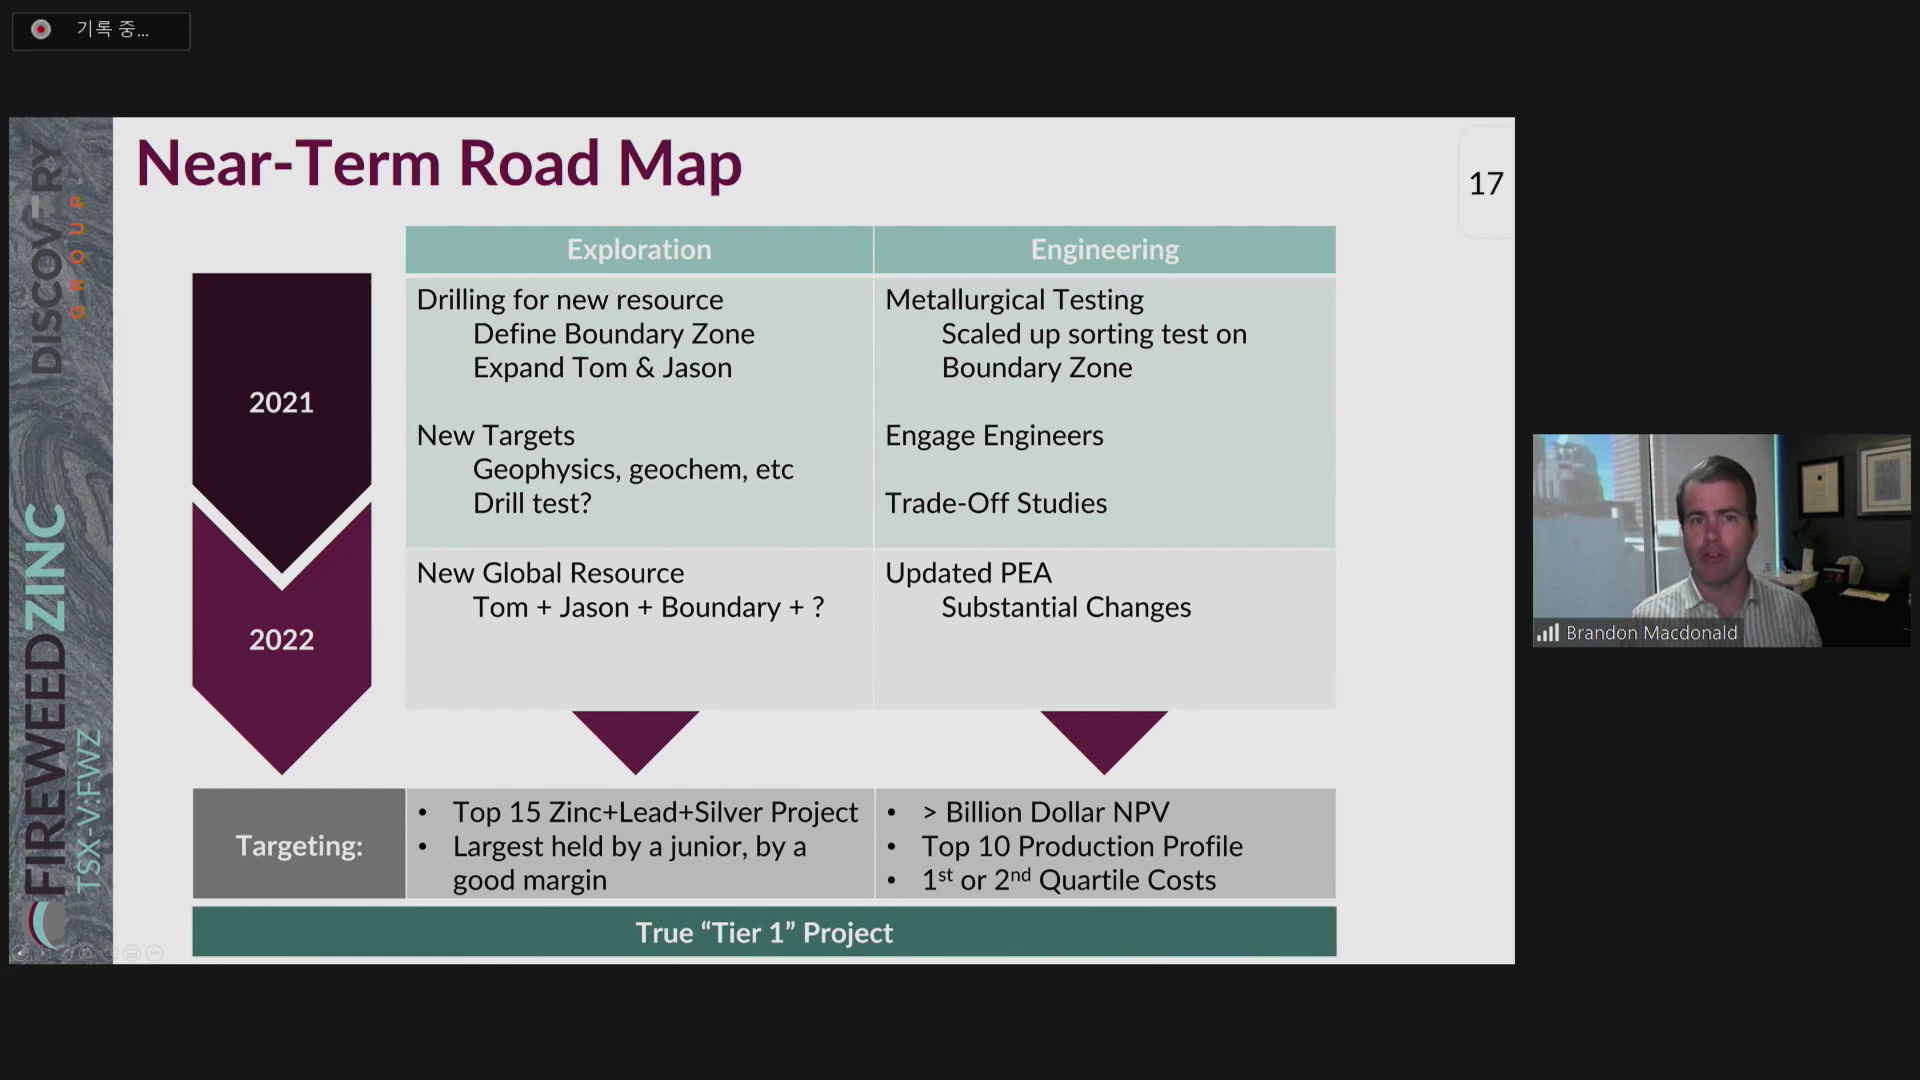 기록 중...
Near-Term Road Map
17
DISCOVERY
GROUP
FIREWEEDZINC
TSX-V:FWZ
Exploration
Engineering
2021
Drilling for new resource
Define Boundary Zone
Expand Tom & Jason
New Targets
Geophysics, geochem, etc
Drill test?
Metallurgical Testing
Scaled up sorting test on
Boundary Zone
Engage Engineers
Trade-Off Studies
2022
New Global Resource
Tom + Jason + Boundary + ?
Updated PEA
Substantial Changes
Targeting:
• Top 15 Zinc+Lead+Silver Project
• Largest held by a junior, by a
good margin
• > Billion Dollar NPV
• Top 10 Production Profile
• 1st or 2nd Quartile Costs
True “Tier 1” Project
Brandon Macdonald